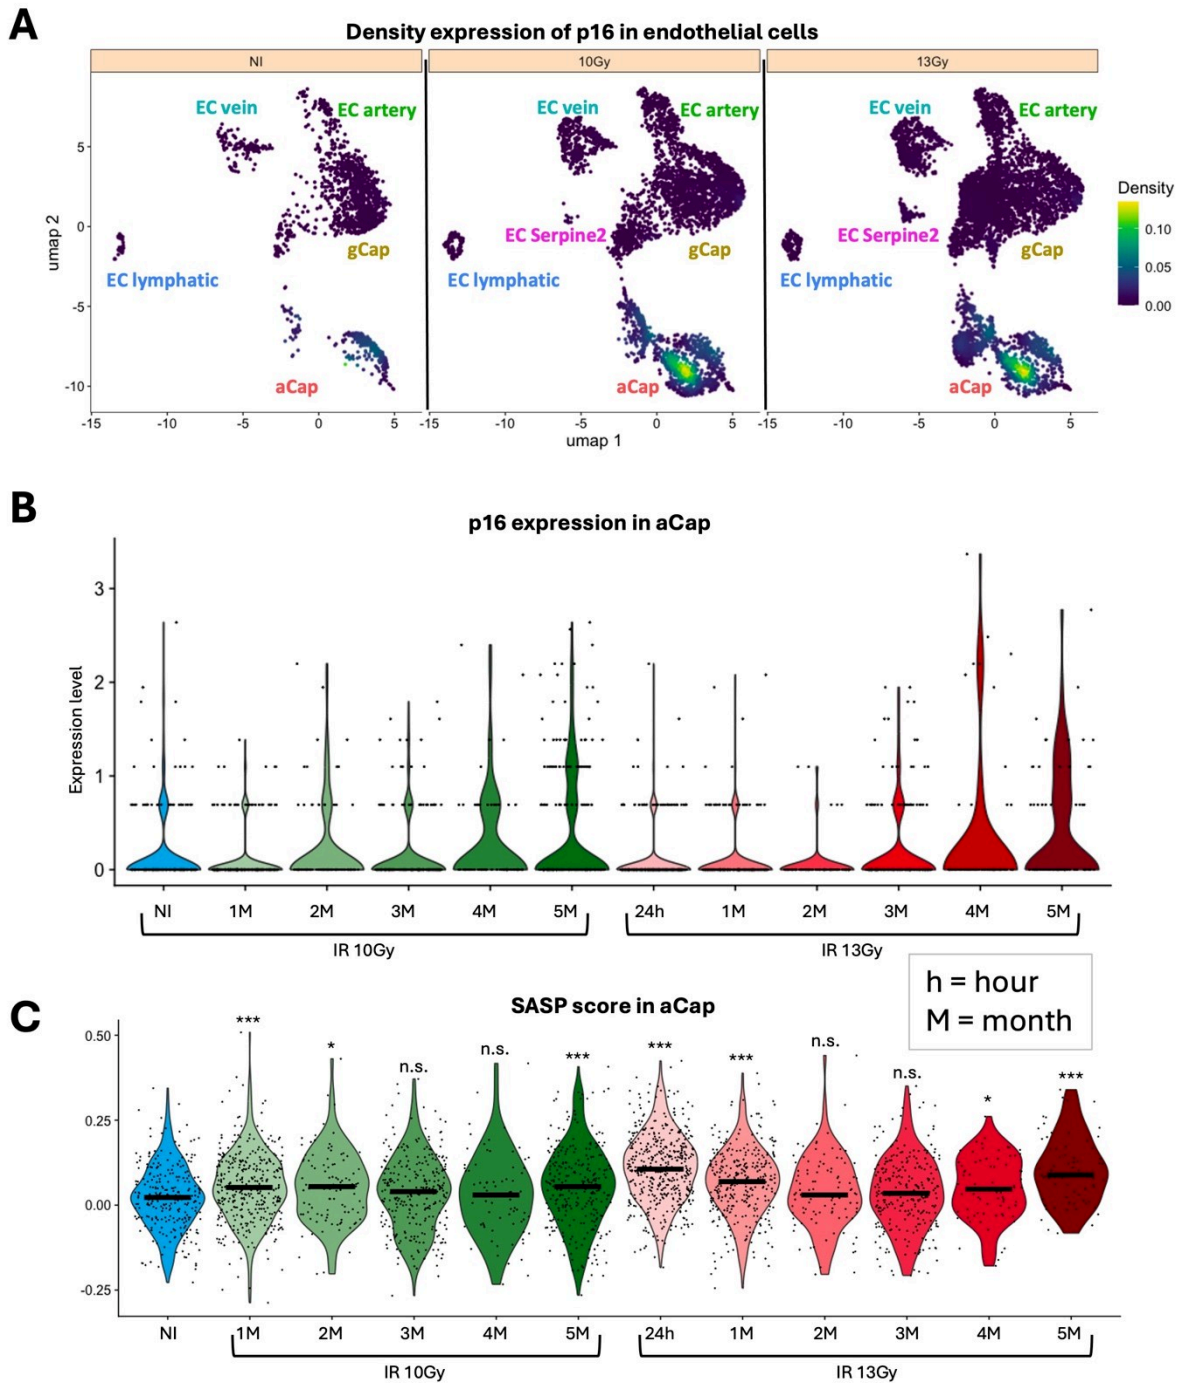 A
Density expression of p16 in endothelial cells
NI
10Gy
13Gy
EC vein
EC artery
EC vein
EC artery
EC vein
EC artery
Density
0.10
0.05
0.00
5
0
-5
-10
umap 2
gCap
EC lymphatic
aCap
EC Serpine2
gCap
EC lymphatic
aCap
EC Serpine2
gCap
EC lymphatic
aCap
-15 -10 -5 0 5
-15 -10 -5 0 5
-15 -10 -5 0 5
umap 1
B
p16 expression in aCap
Expression level
3
2
1
0
NI 1M 2M 3M 4M 5M 24h 1M 2M 3M 4M 5M
IR 10Gy
IR 13Gy
h = hour
M = month
C
SASP score in aCap
0.50
0.25
0.00
-0.25
*** * n.s. n.s. *** *** *** n.s. n.s. * ***
NI 1M 2M 3M 4M 5M 24h 1M 2M 3M 4M 5M
IR 10Gy
IR 13Gy